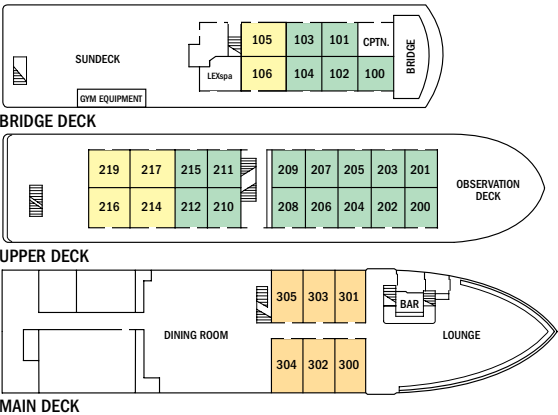 105 103 101 CPTN.
SUNDECK
BRIDGE
LEXspa
106 104 102 100
GYM EQUIPMENT
BRIDGE DECK
219 217 215 211 209 207 205 203 201
OBSERVATION
DECK
216 214 212 210 208 206 204 202 200
UPPER DECK
305 303 301
BAR
DINING ROOM
LOUNGE
304 302 300
MAIN DECK